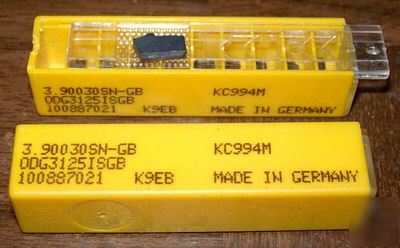 3.90030SN-GB KC994M
ODG3125ISGB
100887021 K9EB MADE IN GERMANY
3.90030SN-GB KC994M
ODG3125ISGB
100887021 K9EB MADE IN GERMANY